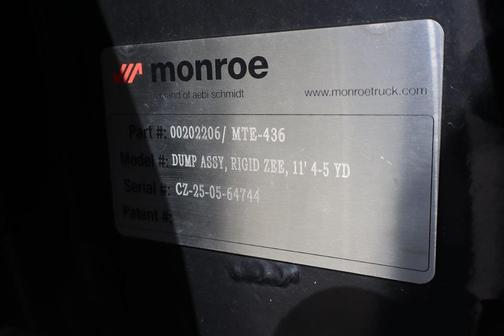 monroe
a brand of aebi schmidt
www.monroetruck.com
Part #: 00202206/ MTE-436
Model #: DUMP ASSY, RIGID ZEE, 11' 4-5 YD
Serial #: CZ-25-05-64744
Patent #: